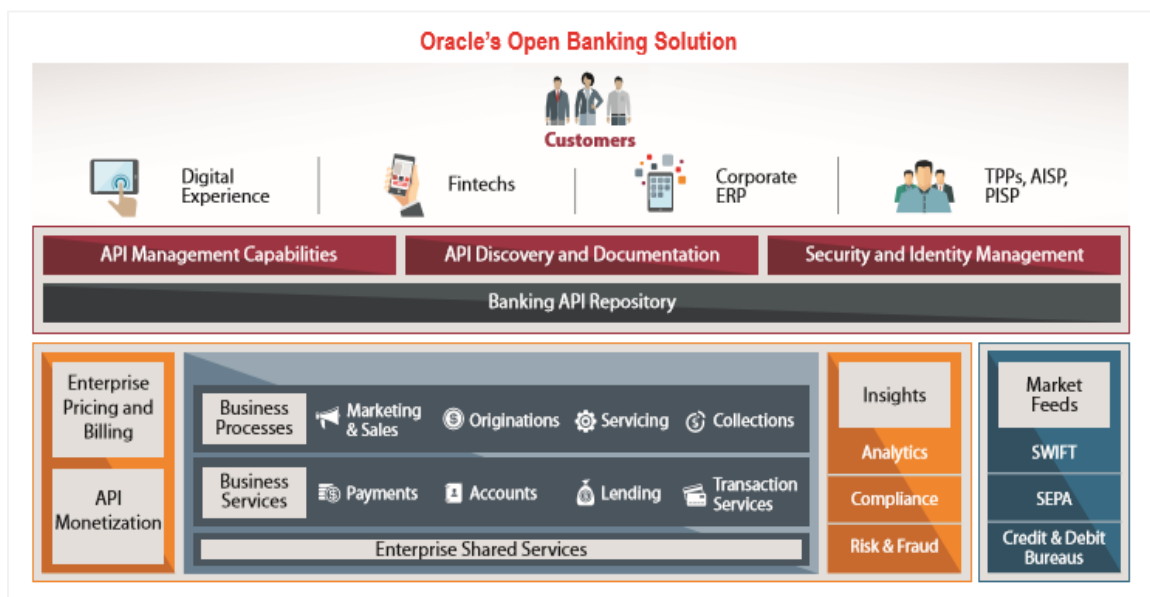 Oracle's Open Banking Solution
Customers
Digital
Experience
Fintechs
Corporate
ERP
TPPs, AISP,
PISP
API Management Capabilities
API Discovery and Documentation
Security and Identity Management
Banking API Repository
Enterprise
Pricing and
Billing
API
Monetization
Business
Processes
Marketing
& Sales
Originations
Servicing
Collections
Business
Services
Payments
Accounts
Lending
Transaction
Services
Enterprise Shared Services
Insights
Analytics
Compliance
Risk & Fraud
Market
Feeds
SWIFT
SEPA
Credit & Debit
Bureaus